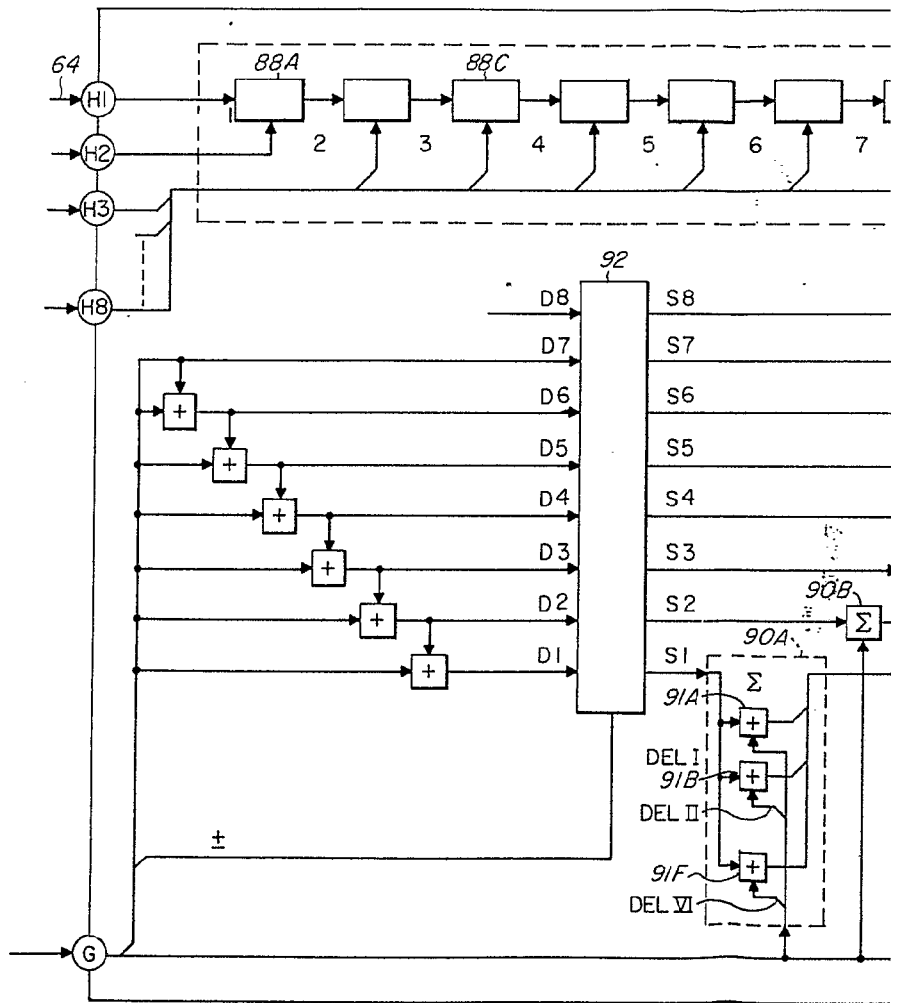 64
88A
88C
H1
H2
2
3
4
5
6
7
H3
H8
92
D8
S8
D7
S7
+
D6
S6
+
D5
S5
+
D4
S4
+
D3
S3
90B
+
D2
S2
Σ
90A
+
D1
S1
Σ
91A
+
DEL I
91B
+
DEL II
±
91F
+
DEL VI
G